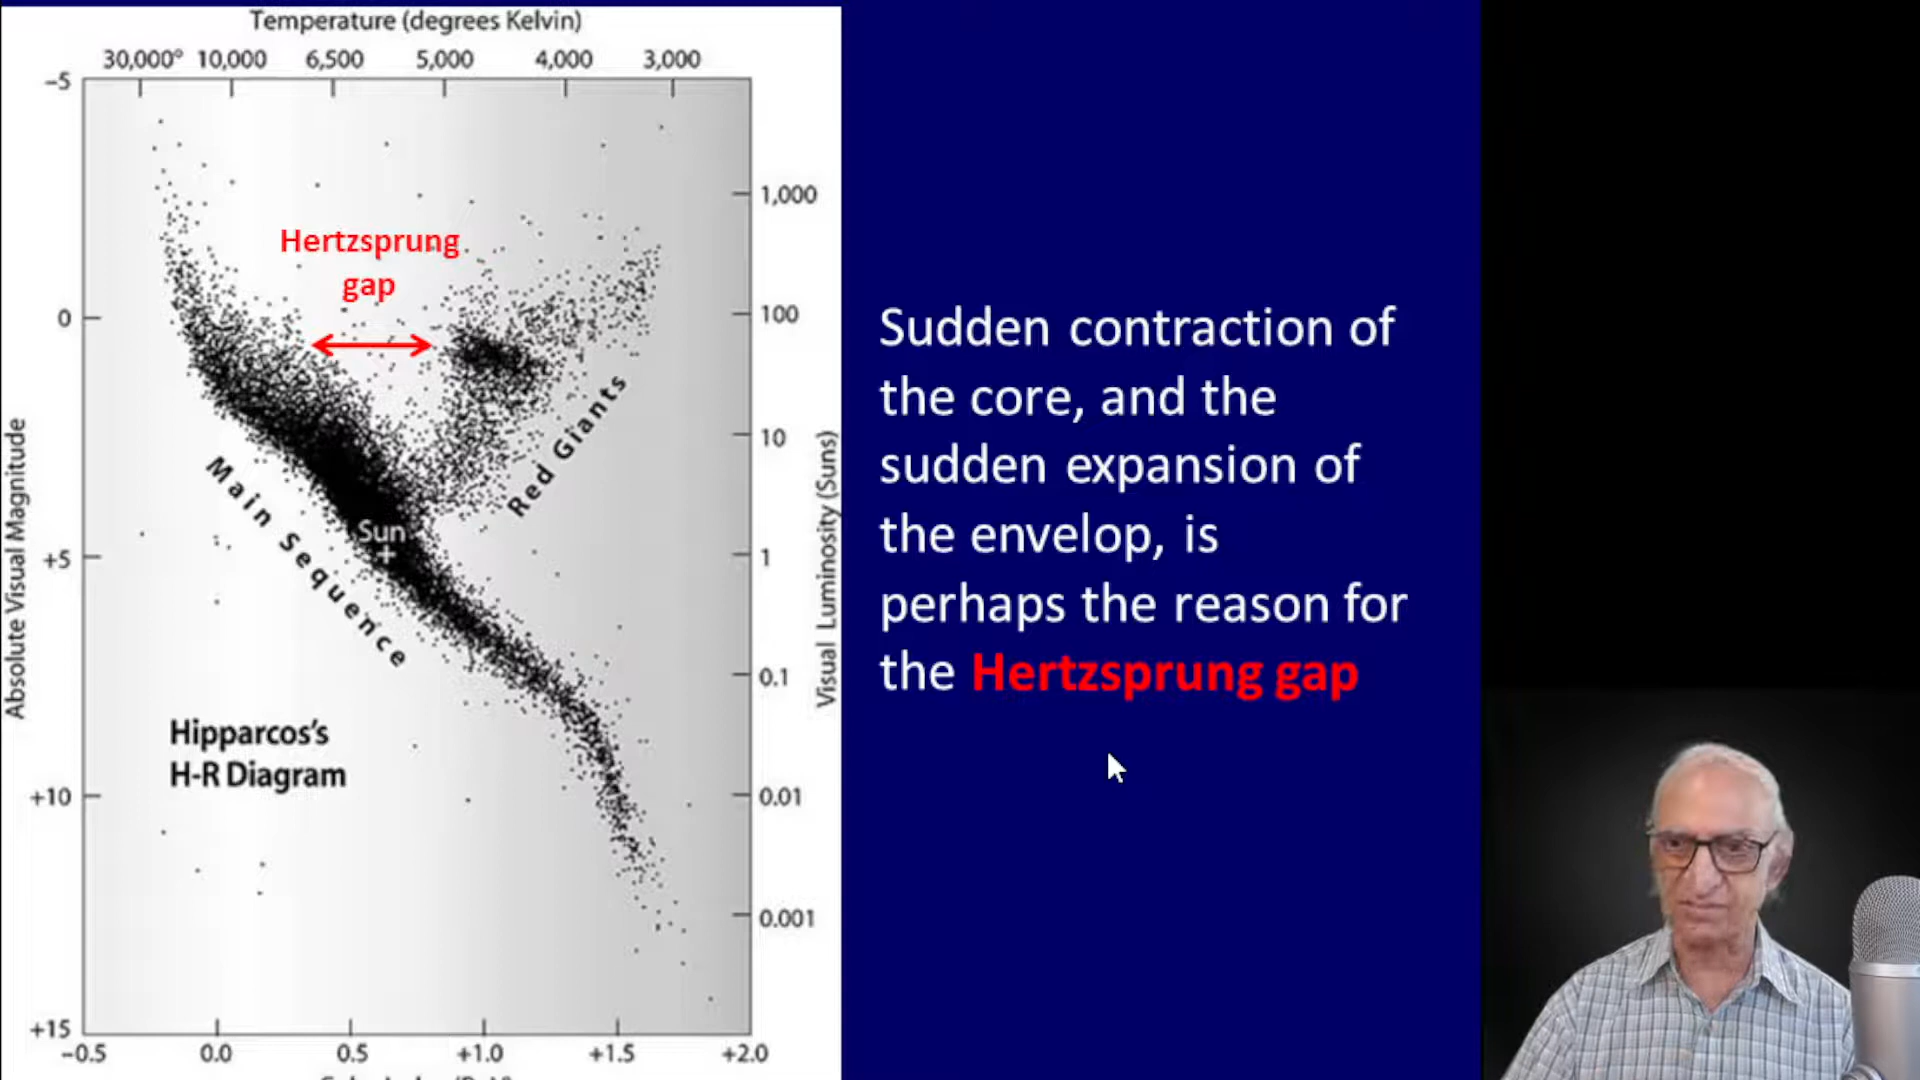 Temperature (degrees Kelvin)
30,000° 10,000 6,500 5,000 4,000 3,000
−5
0
+5
+10
+15
Absolute Visual Magnitude
1,000
100
10
1
0.1
0.01
0.001
Visual Luminosity (Suns)
Hertzsprung
gap
Red Giants
Main Sequence
Sun
Hipparcos's
H-R Diagram
−0.5 0.0 0.5 +1.0 +1.5 +2.0
Sudden contraction of
the core, and the
sudden expansion of
the envelop, is
perhaps the reason for
the Hertzsprung gap